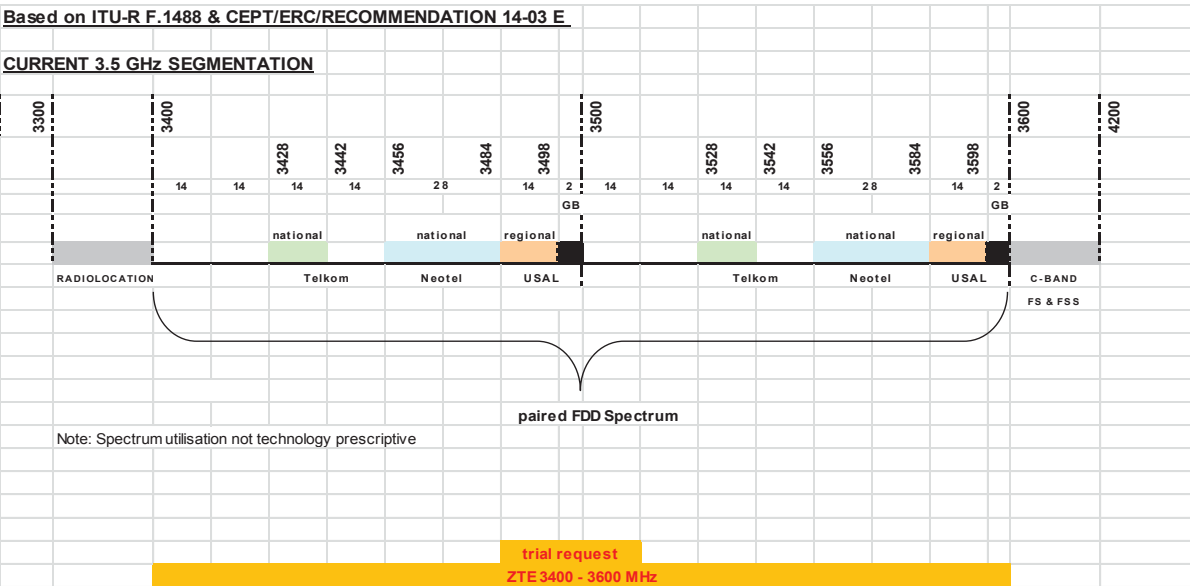 Based on ITU-R F.1488 & CEPT/ERC/RECOMMENDATION 14-03 E
CURRENT 3.5 GHz SEGMENTATION
3300 3400 3500 3600 4200
3428 3442 3456 3484 3498 3528 3542 3556 3584 3598
14 14 14 14 28 14 2 14 14 14 14 28 14 2
GB GB
national national regional national national regional
RADIOLOCATION Telkom Neotel USAL Telkom Neotel USAL C-BAND
FS & FSS
paired FDD Spectrum
Note: Spectrum utilisation not technology prescriptive
trial request
ZTE 3400 - 3600 MHz